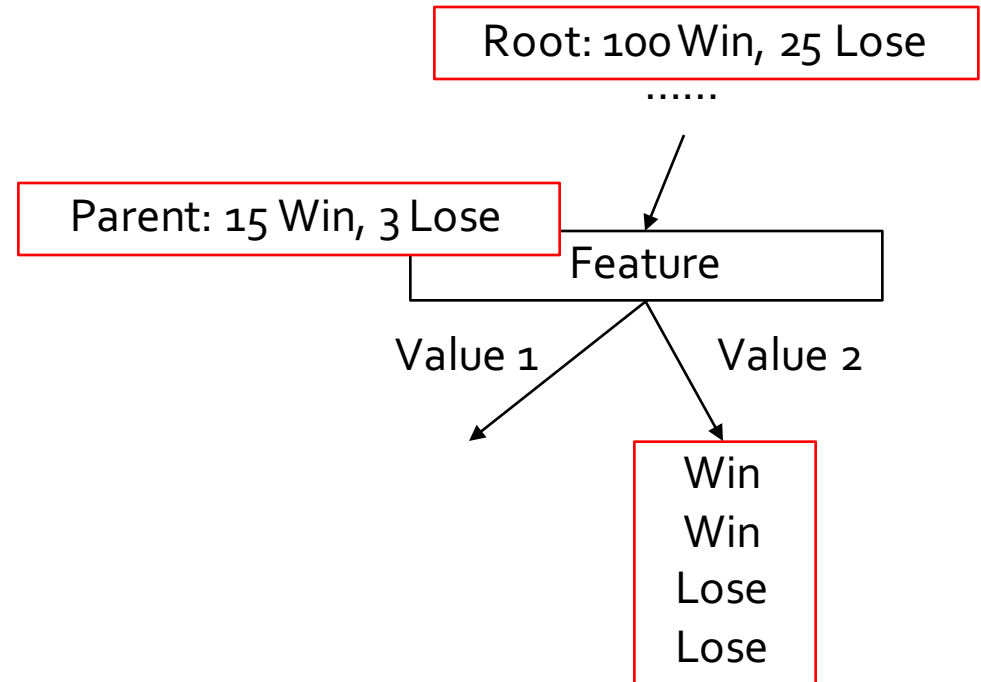 Root: 100 Win, 25 Lose
......
Parent: 15 Win, 3 Lose
Feature
Value 1
Value 2
Win
Win
Lose
Lose